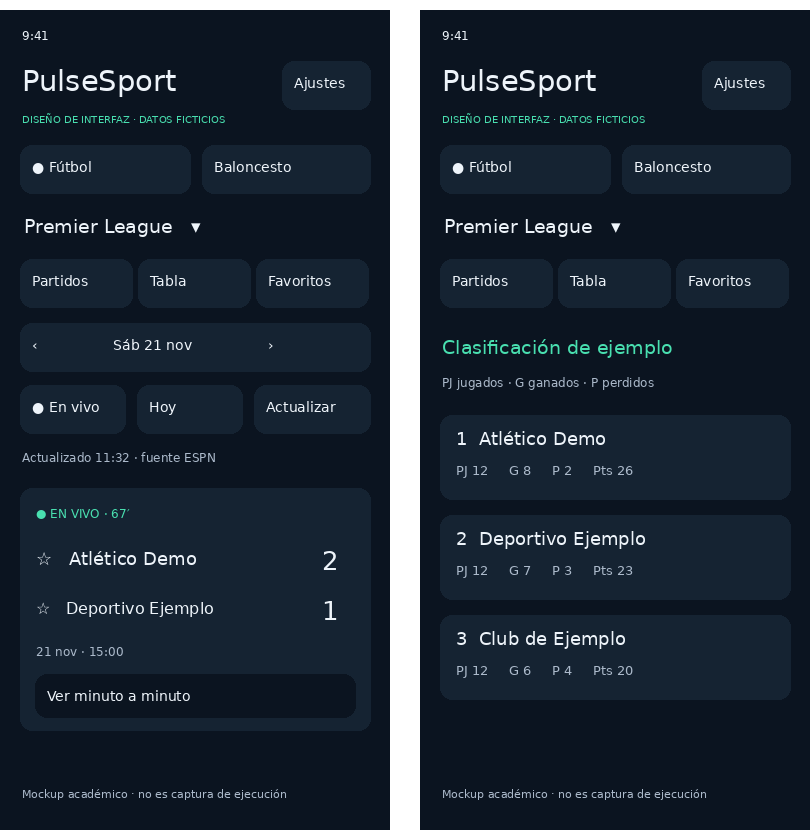 9:41
PulseSport
Ajustes
DISEÑO DE INTERFAZ · DATOS FICTICIOS
● Fútbol
Baloncesto
Premier League ▼
Partidos
Tabla
Favoritos
‹ Sáb 21 nov ›
● En vivo
Hoy
Actualizar
Actualizado 11:32 · fuente ESPN
● EN VIVO · 67′
☆ Atlético Demo 2
☆ Deportivo Ejemplo 1
21 nov · 15:00
Ver minuto a minuto
Mockup académico · no es captura de ejecución
9:41
PulseSport
Ajustes
DISEÑO DE INTERFAZ · DATOS FICTICIOS
● Fútbol
Baloncesto
Premier League ▼
Partidos
Tabla
Favoritos
Clasificación de ejemplo
PJ jugados · G ganados · P perdidos
1 Atlético Demo
PJ 12 G 8 P 2 Pts 26
2 Deportivo Ejemplo
PJ 12 G 7 P 3 Pts 23
3 Club de Ejemplo
PJ 12 G 6 P 4 Pts 20
Mockup académico · no es captura de ejecución